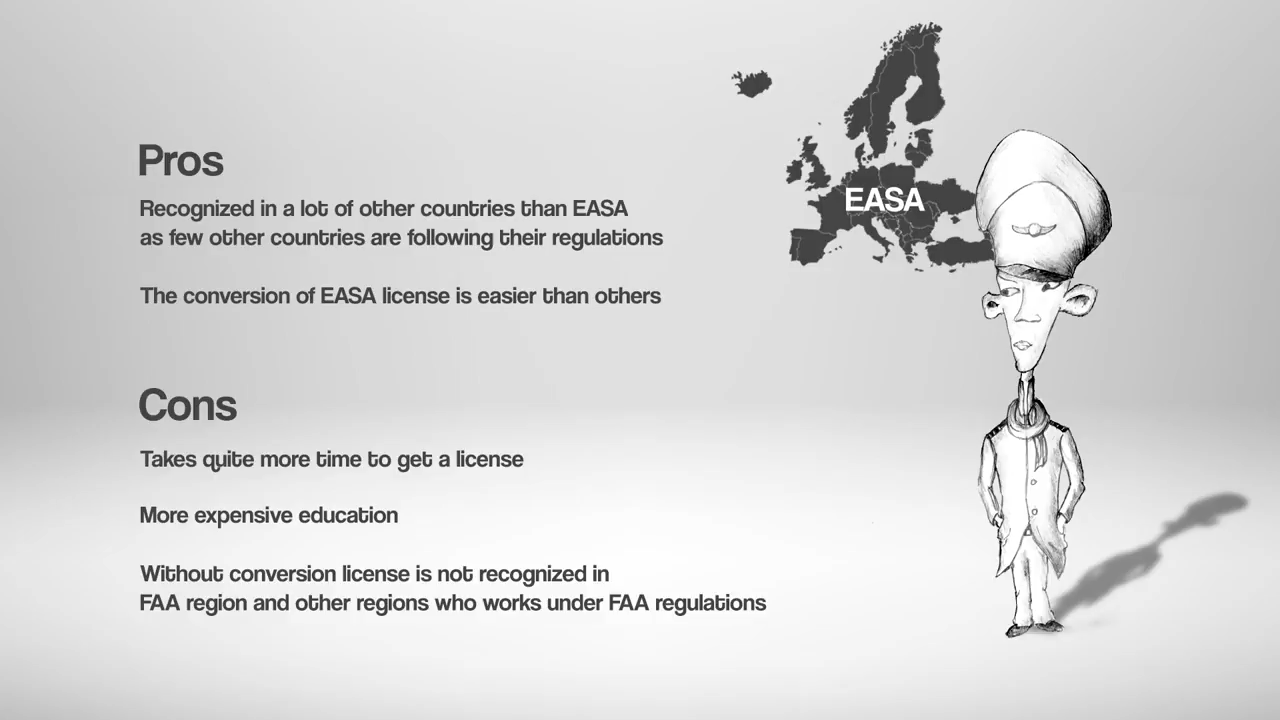 Pros
Recognized in a lot of other countries than EASA
as few other countries are following their regulations
The conversion of EASA license is easier than others
Cons
Takes quite more time to get a license
More expensive education
Without conversion license is not recognized in
FAA region and other regions who works under FAA regulations
EASA